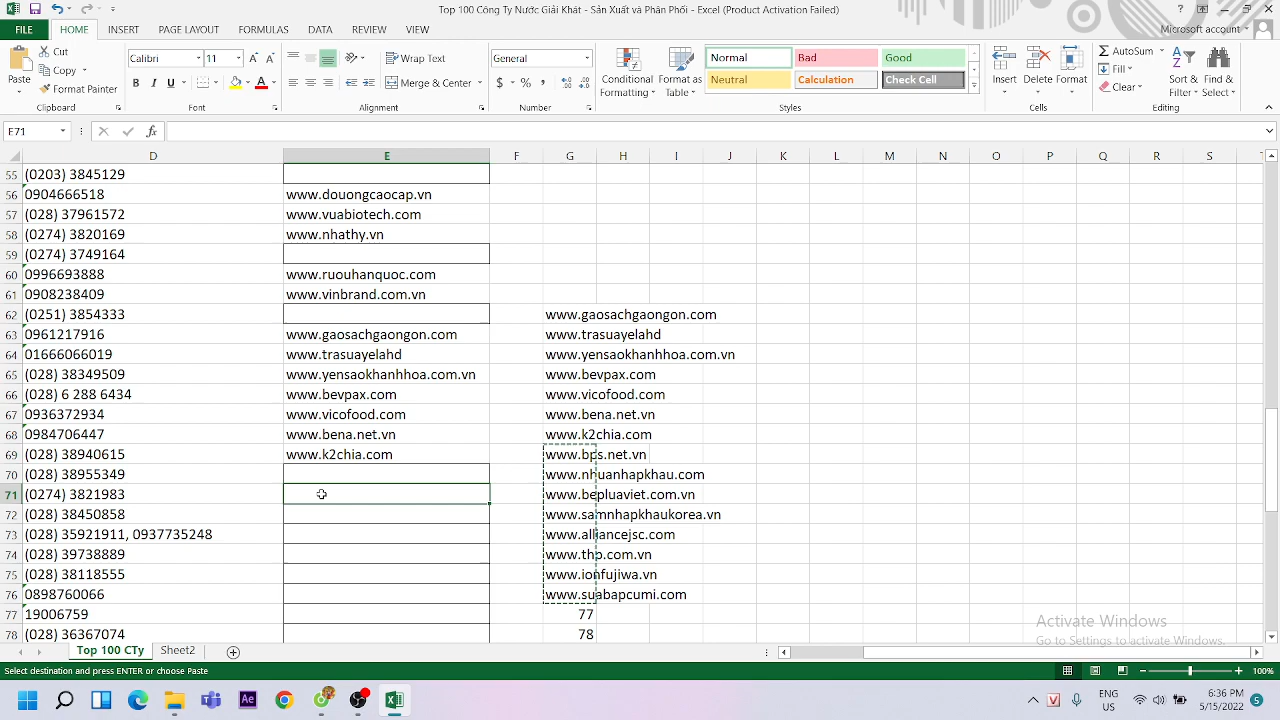 Top 100 Công Ty Nước Giải Khát - Sản Xuất và Phân Phối - Excel (Product Activation Failed)
FILE HOME INSERT PAGE LAYOUT FORMULAS DATA REVIEW VIEW Microsoft account
Paste Cut Copy Format Painter Clipboard
Calibri 11 B I U A Font
Wrap Text Merge & Center Alignment
General $ % , Number
Conditional Formatting Format as Table Normal Bad Good Neutral Calculation Check Cell Styles
Insert Delete Format Cells
AutoSum Fill Clear Sort & Filter Find & Select Editing
E71 fx
D E F G H I J K L M N O P Q R S
55 (0203) 3845129
56 0904666518 www.douongcaocap.vn
57 (028) 37961572 www.vuabiotech.com
58 (0274) 3820169 www.nhathy.vn
59 (0274) 3749164
60 0996693888 www.ruouhanquoc.com
61 0908238409 www.vinbrand.com.vn
62 (0251) 3854333 www.gaosachgaongon.com
63 0961217916 www.gaosachgaongon.com www.trasuayelahd
64 01666066019 www.trasuayelahd www.yensaokhanhhoa.com.vn
65 (028) 38349509 www.yensaokhanhhoa.com.vn www.bevpax.com
66 (028) 6 288 6434 www.bevpax.com www.vicofood.com
67 0936372934 www.vicofood.com www.bena.net.vn
68 0984706447 www.bena.net.vn www.k2chia.com
69 (028) 38940615 www.k2chia.com www.bps.net.vn
70 (028) 38955349 www.nhuanhapkhau.com
71 (0274) 3821983 www.bepluaviet.com.vn
72 (028) 38450858 www.samnhapkhaukorea.vn
73 (028) 35921911, 0937735248 www.alliancejsc.com
74 (028) 39738889 www.thp.com.vn
75 (028) 38118555 www.ionfujiwa.vn
76 0898760066 www.suabapcumi.com
77 19006759 77
78 (028) 36367074 78
Activate Windows
Go to Settings to activate Windows.
Top 100 CTy Sheet2
Select destination and press ENTER or choose Paste 100%
Ae ENG US 6:36 PM 5/15/2022 5